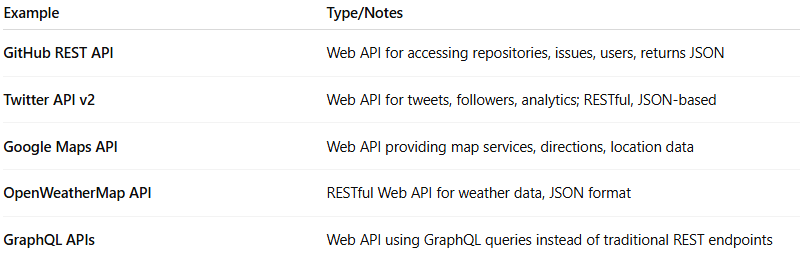 Example Type/Notes
GitHub REST API Web API for accessing repositories, issues, users, returns JSON
Twitter API v2 Web API for tweets, followers, analytics; RESTful, JSON-based
Google Maps API Web API providing map services, directions, location data
OpenWeatherMap API RESTful Web API for weather data, JSON format
GraphQL APIs Web API using GraphQL queries instead of traditional REST endpoints